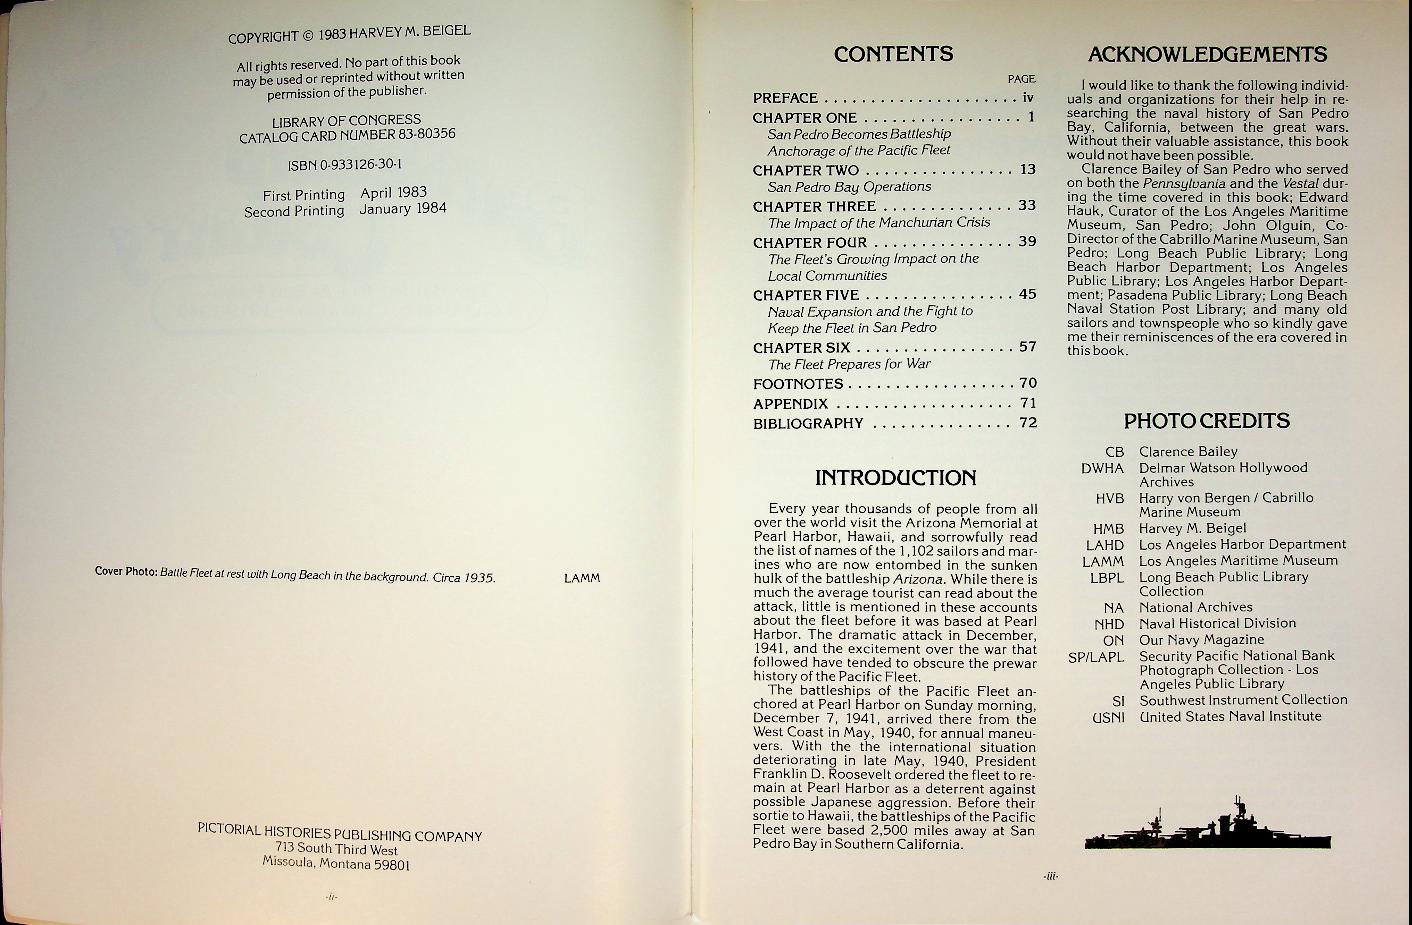 COPYRIGHT © 1983 HARVEY M. BEIGEL
All rights reserved. No part of this book
may be used or reprinted without written
permission of the publisher.
LIBRARY OF CONGRESS
CATALOG CARD NUMBER 83-80356
ISBN 0-933126-30-1
First Printing April 1983
Second Printing January 1984
Cover Photo: Battle Fleet at rest with Long Beach in the background. Circa 1935. LAMM
PICTORIAL HISTORIES PUBLISHING COMPANY
713 South Third West
Missoula, Montana 59801
-ii-
CONTENTS
PAGE
PREFACE . . . . . . . . . . . . . . . . . . . . . iv
CHAPTER ONE . . . . . . . . . . . . . . . . . 1
San Pedro Becomes Battleship
Anchorage of the Pacific Fleet
CHAPTER TWO . . . . . . . . . . . . . . . . 13
San Pedro Bay Operations
CHAPTER THREE . . . . . . . . . . . . . . 33
The Impact of the Manchurian Crisis
CHAPTER FOUR . . . . . . . . . . . . . . . 39
The Fleet's Growing Impact on the
Local Communities
CHAPTER FIVE . . . . . . . . . . . . . . . . 45
Naval Expansion and the Fight to
Keep the Fleet in San Pedro
CHAPTER SIX . . . . . . . . . . . . . . . . . 57
The Fleet Prepares for War
FOOTNOTES . . . . . . . . . . . . . . . . . . 70
APPENDIX . . . . . . . . . . . . . . . . . . . 71
BIBLIOGRAPHY . . . . . . . . . . . . . . . 72
INTRODUCTION
Every year thousands of people from all
over the world visit the Arizona Memorial at
Pearl Harbor, Hawaii, and sorrowfully read
the list of names of the 1,102 sailors and mar-
ines who are now entombed in the sunken
hulk of the battleship Arizona. While there is
much the average tourist can read about the
attack, little is mentioned in these accounts
about the fleet before it was based at Pearl
Harbor. The dramatic attack in December,
1941, and the excitement over the war that
followed have tended to obscure the prewar
history of the Pacific Fleet.
The battleships of the Pacific Fleet an-
chored at Pearl Harbor on Sunday morning,
December 7, 1941, arrived there from the
West Coast in May, 1940, for annual maneu-
vers. With the the international situation
deteriorating in late May, 1940, President
Franklin D. Roosevelt ordered the fleet to re-
main at Pearl Harbor as a deterrent against
possible Japanese aggression. Before their
sortie to Hawaii, the battleships of the Pacific
Fleet were based 2,500 miles away at San
Pedro Bay in Southern California.
ACKNOWLEDGEMENTS
I would like to thank the following individ-
uals and organizations for their help in re-
searching the naval history of San Pedro
Bay, California, between the great wars.
Without their valuable assistance, this book
would not have been possible.
Clarence Bailey of San Pedro who served
on both the Pennsylvania and the Vestal dur-
ing the time covered in this book; Edward
Hauk, Curator of the Los Angeles Maritime
Museum, San Pedro; John Olguin, Co-
Director of the Cabrillo Marine Museum, San
Pedro; Long Beach Public Library; Long
Beach Harbor Department; Los Angeles
Public Library; Los Angeles Harbor Depart-
ment; Pasadena Public Library; Long Beach
Naval Station Post Library; and many old
sailors and townspeople who so kindly gave
me their reminiscences of the era covered in
this book.
PHOTO CREDITS
CB Clarence Bailey
DWHA Delmar Watson Hollywood
Archives
HVB Harry von Bergen / Cabrillo
Marine Museum
HMB Harvey M. Beigel
LAHD Los Angeles Harbor Department
LAMM Los Angeles Maritime Museum
LBPL Long Beach Public Library
Collection
NA National Archives
NHD Naval Historical Division
ON Our Navy Magazine
SP/LAPL Security Pacific National Bank
Photograph Collection - Los
Angeles Public Library
SI Southwest Instrument Collection
USNI United States Naval Institute
-iii-